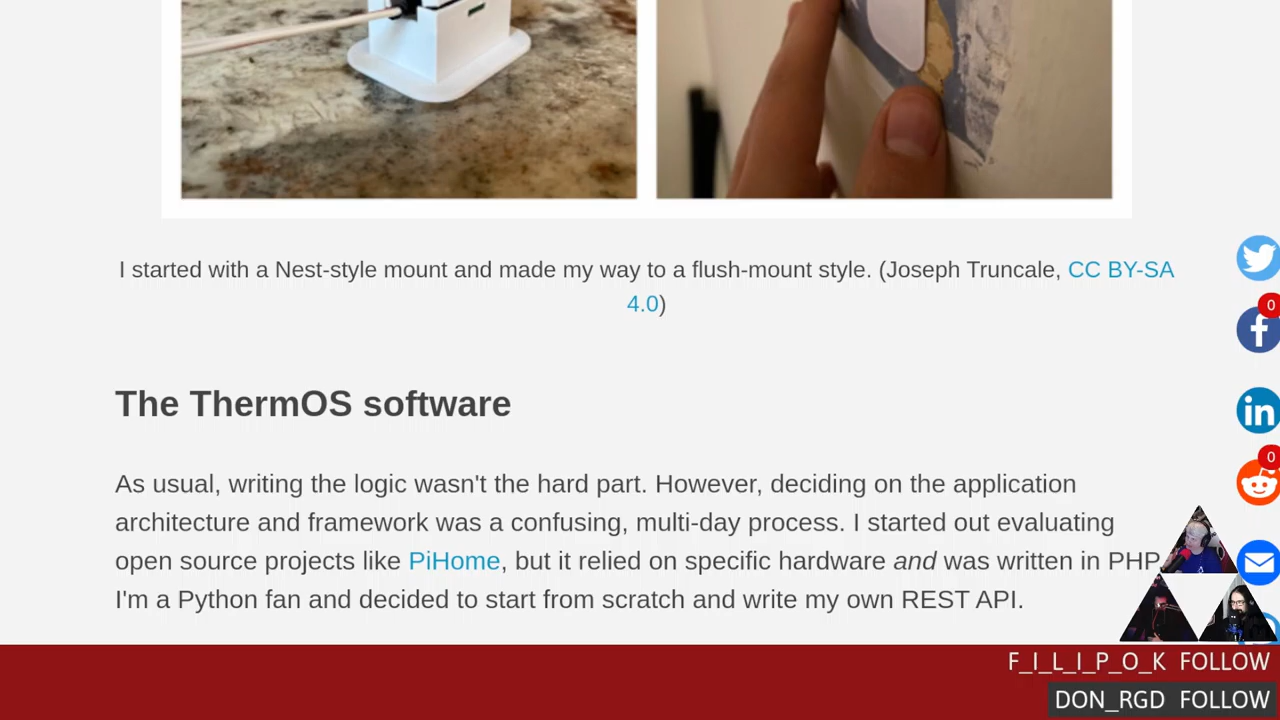 I started with a Nest-style mount and made my way to a flush-mount style. (Joseph Truncale, CC BY-SA
4.0)
The ThermOS software
As usual, writing the logic wasn't the hard part. However, deciding on the application
architecture and framework was a confusing, multi-day process. I started out evaluating
open source projects like PiHome, but it relied on specific hardware and was written in PHP.
I'm a Python fan and decided to start from scratch and write my own REST API.
0
in
0
F_I_L_I_P_O_K FOLLOW
DON_RGD FOLLOW